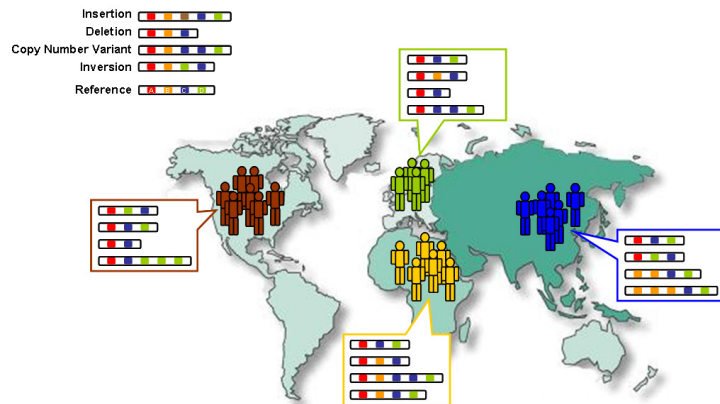 Insertion
Deletion
Copy Number Variant
Inversion
Reference A B C D